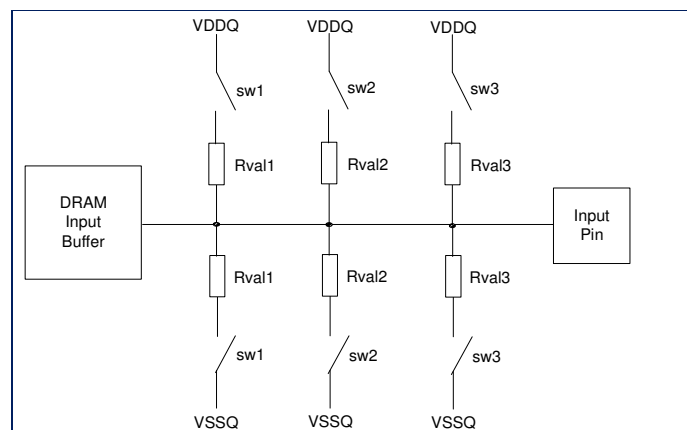 VDDQ VDDQ VDDQ
sw1 sw2 sw3
Rval1 Rval2 Rval3
DRAM
Input
Buffer
Input
Pin
Rval1 Rval2 Rval3
sw1 sw2 sw3
VSSQ VSSQ VSSQ